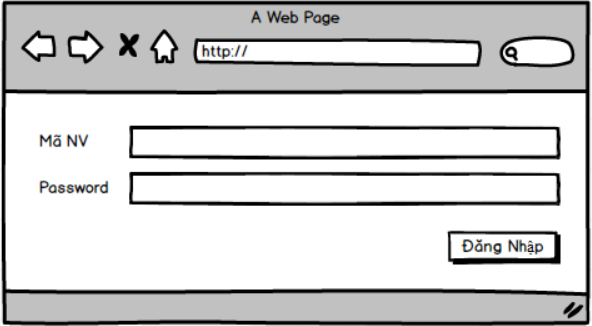 A Web Page
http://
Mã NV
Password
Đăng Nhập